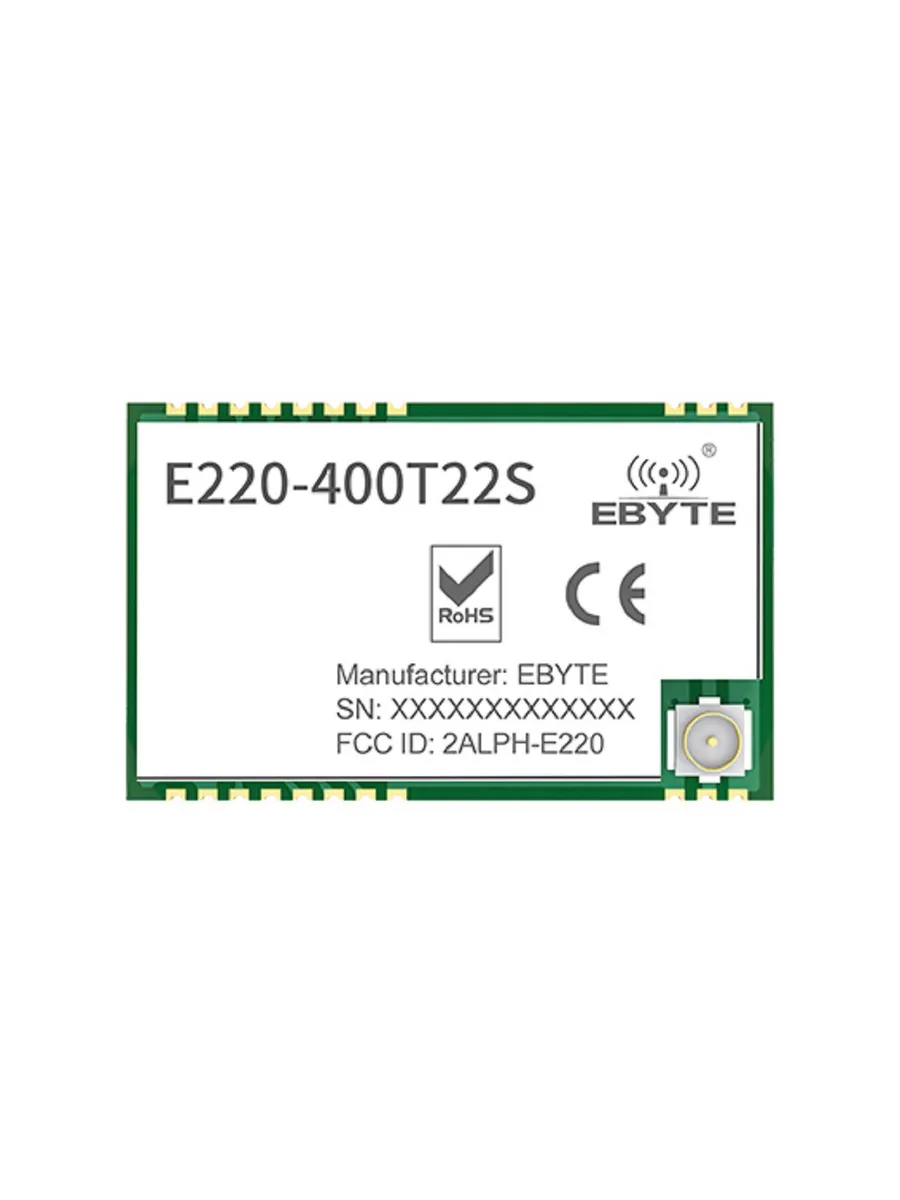 E220-400T22S
®
EBYTE
RoHS
CE
Manufacturer: EBYTE
SN: XXXXXXXXXXXXX
FCC ID: 2ALPH-E220